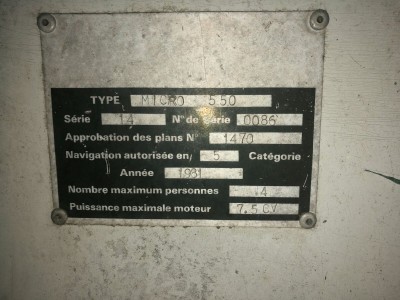 TYPE MICRO 550
Série 14 N° de série 0086
Approbation des plans N° 1470
Navigation autorisée en 5 Catégorie
Année 1981
Nombre maximum personnes 4
Puissance maximale moteur 7.5 CV